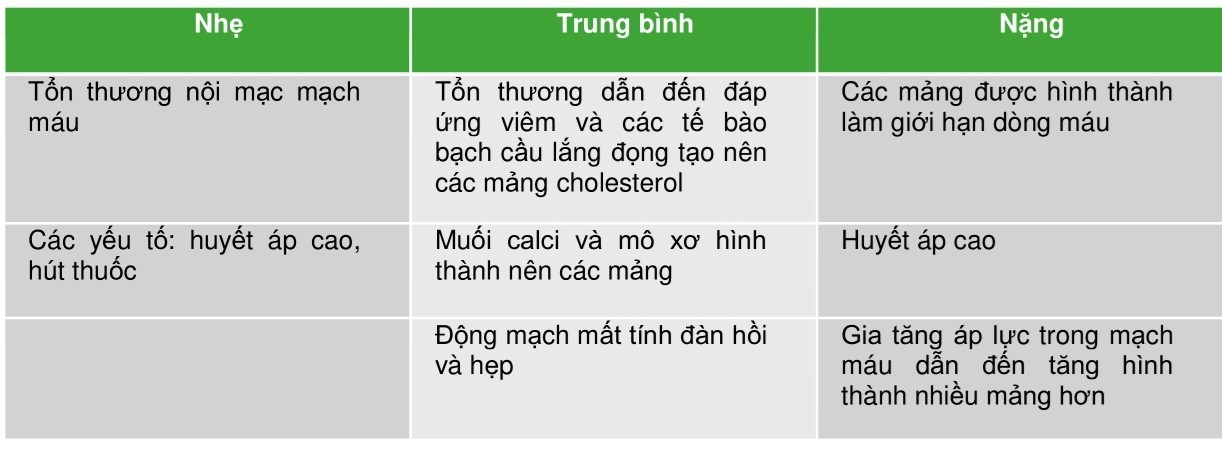 Nhẹ
Trung bình
Nặng
Tổn thương nội mạc mạch
máu
Tổn thương dẫn đến đáp
ứng viêm và các tế bào
bạch cầu lắng đọng tạo nên
các mảng cholesterol
Các mảng được hình thành
làm giới hạn dòng máu
Các yếu tố: huyết áp cao,
hút thuốc
Muối calci và mô xơ hình
thành nên các mảng
Huyết áp cao
Động mạch mất tính đàn hồi
và hẹp
Gia tăng áp lực trong mạch
máu dẫn đến tăng hình
thành nhiều mảng hơn